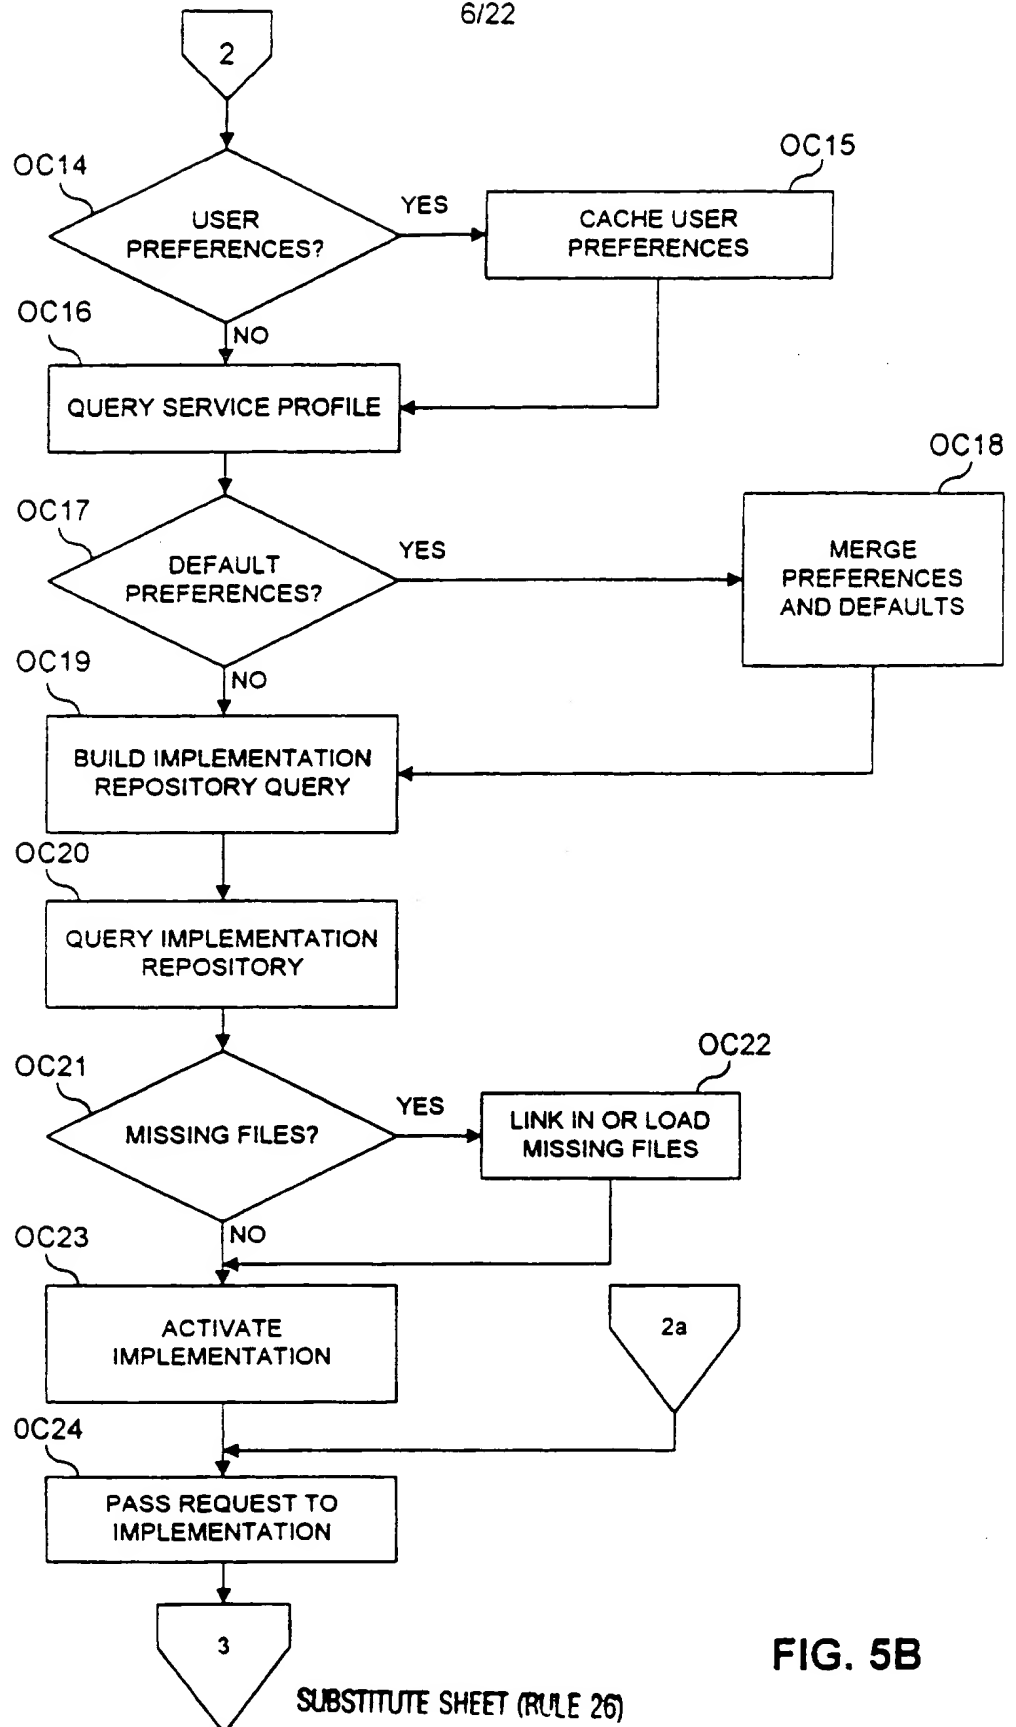 6/22
2
OC14
USER
PREFERENCES?
YES
OC15
CACHE USER
PREFERENCES
NO
OC16
QUERY SERVICE PROFILE
OC17
DEFAULT
PREFERENCES?
YES
OC18
MERGE
PREFERENCES
AND DEFAULTS
NO
OC19
BUILD IMPLEMENTATION
REPOSITORY QUERY
OC20
QUERY IMPLEMENTATION
REPOSITORY
OC21
MISSING FILES?
YES
OC22
LINK IN OR LOAD
MISSING FILES
NO
OC23
ACTIVATE
IMPLEMENTATION
2a
0C24
PASS REQUEST TO
IMPLEMENTATION
3
FIG. 5B
SUBSTITUTE SHEET (RULE 26)